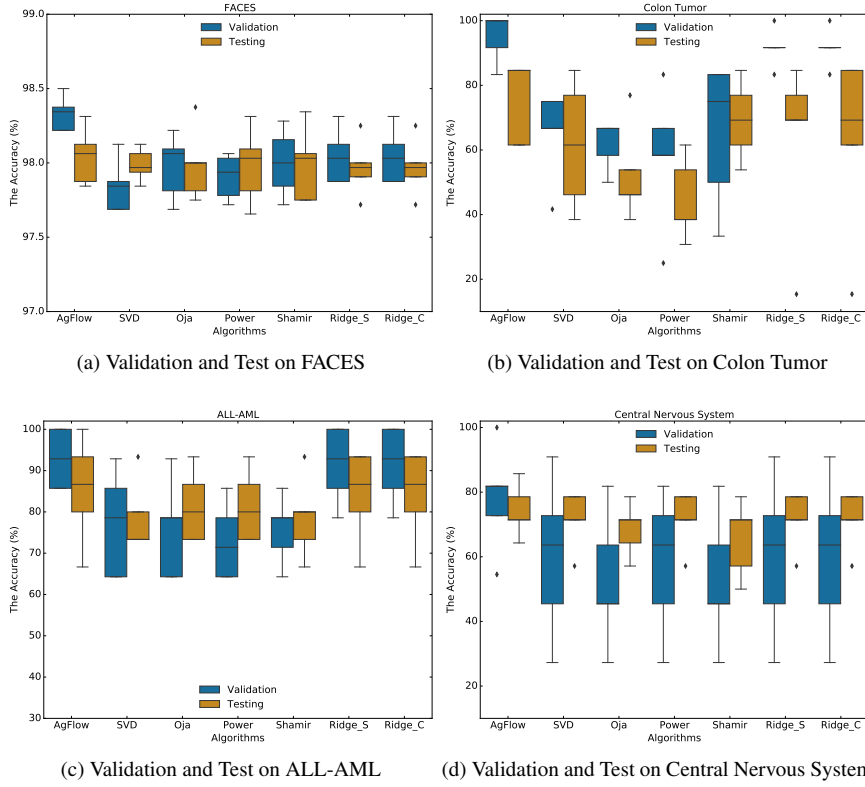 FACES
99.0
98.5
98.0
97.5
97.0
The Accuracy (%)
Validation
Testing
AgFlow SVD Oja Power Shamir Ridge_S Ridge_C
Algorithms
(a) Validation and Test on FACES
Colon Tumor
100
80
60
40
20
The Accuracy (%)
Validation
Testing
AgFlow SVD Oja Power Shamir Ridge_S Ridge_C
Algorithms
(b) Validation and Test on Colon Tumor
ALL-AML
100
90
80
70
60
50
40
30
The Accuracy (%)
Validation
Testing
AgFlow SVD Oja Power Shamir Ridge_S Ridge_C
Algorithms
(c) Validation and Test on ALL-AML
Central Nervous System
100
80
60
40
20
The Accuracy (%)
Validation
Testing
AgFlow SVD Oja Power Shamir Ridge_S Ridge_C
Algorithms
(d) Validation and Test on Central Nervous System